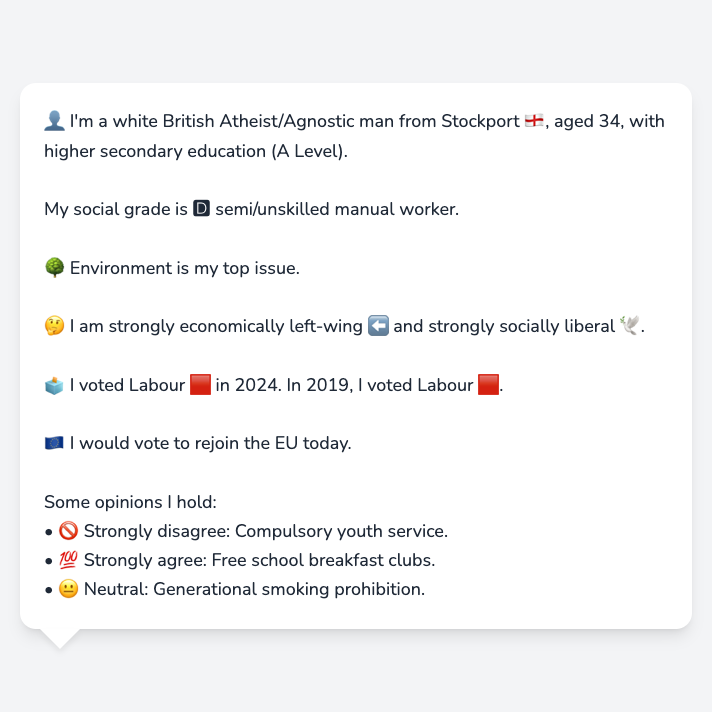 👤 I'm a white British Atheist/Agnostic man from Stockport 🏴󠁧󠁢󠁥󠁮󠁧󠁿, aged 34, with
higher secondary education (A Level).
My social grade is 🅳 semi/unskilled manual worker.
🌳 Environment is my top issue.
🤔 I am strongly economically left-wing ⬅️ and strongly socially liberal 🕊️.
🗳️ I voted Labour 🟥 in 2024. In 2019, I voted Labour 🟥.
🇪🇺 I would vote to rejoin the EU today.
Some opinions I hold:
• 🚫 Strongly disagree: Compulsory youth service.
• 💯 Strongly agree: Free school breakfast clubs.
• 😐 Neutral: Generational smoking prohibition.